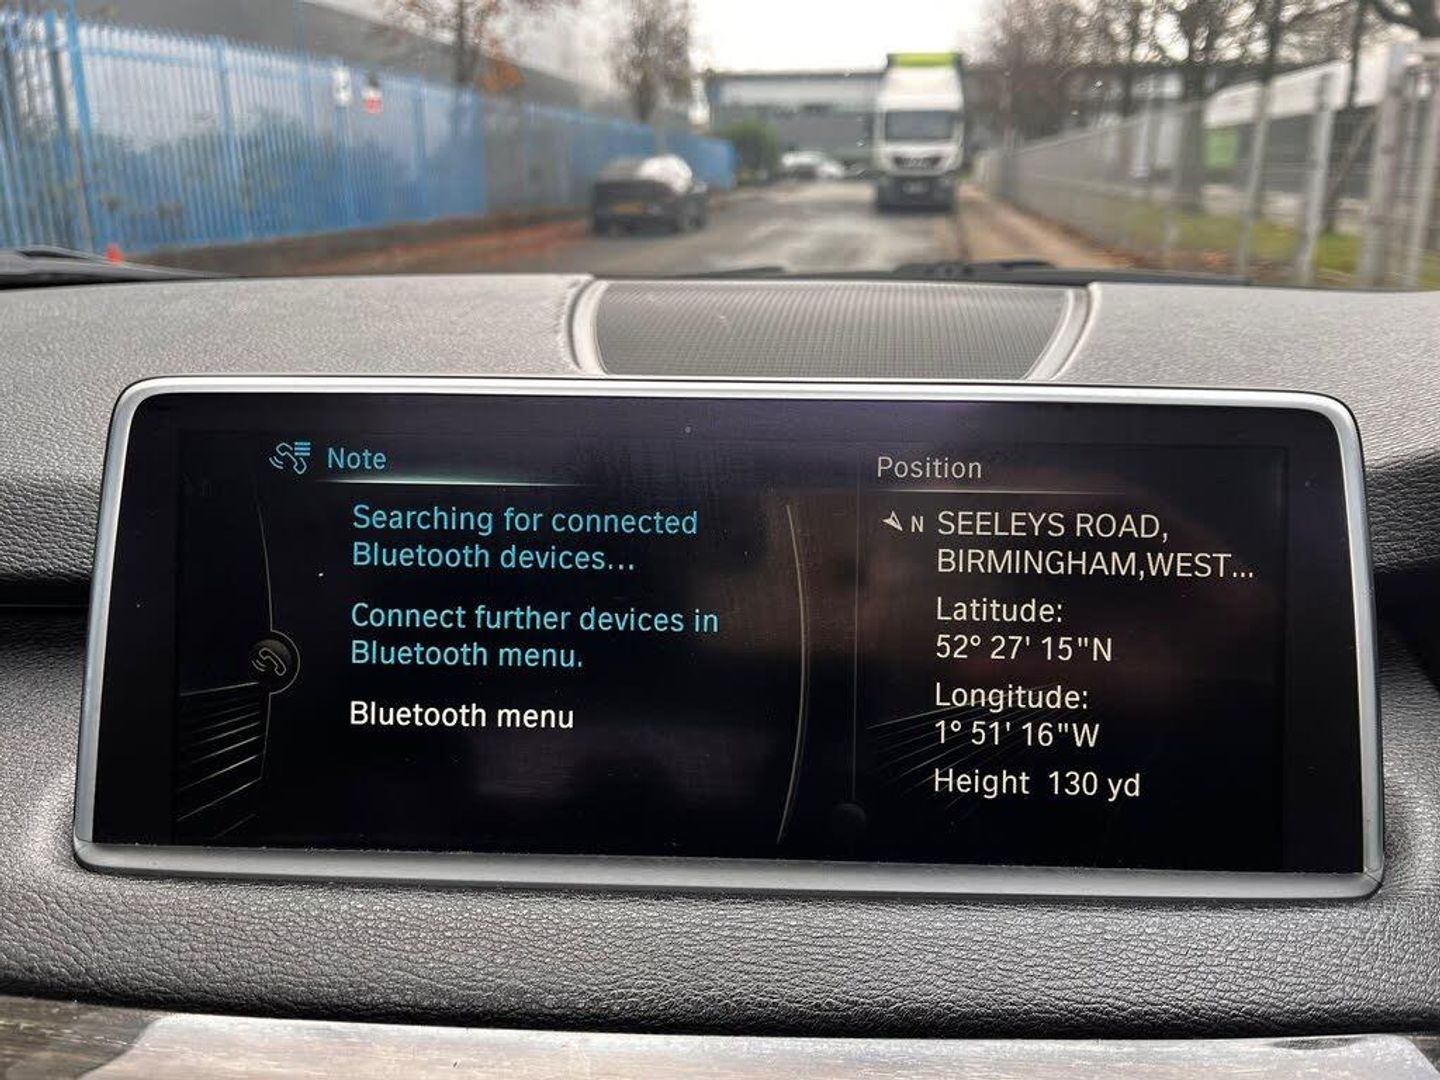 Note
Searching for connected
Bluetooth devices...
Connect further devices in
Bluetooth menu.
Bluetooth menu
Position
N SEELEYS ROAD,
BIRMINGHAM,WEST...
Latitude:
52° 27' 15"N
Longitude:
1° 51' 16"W
Height 130 yd